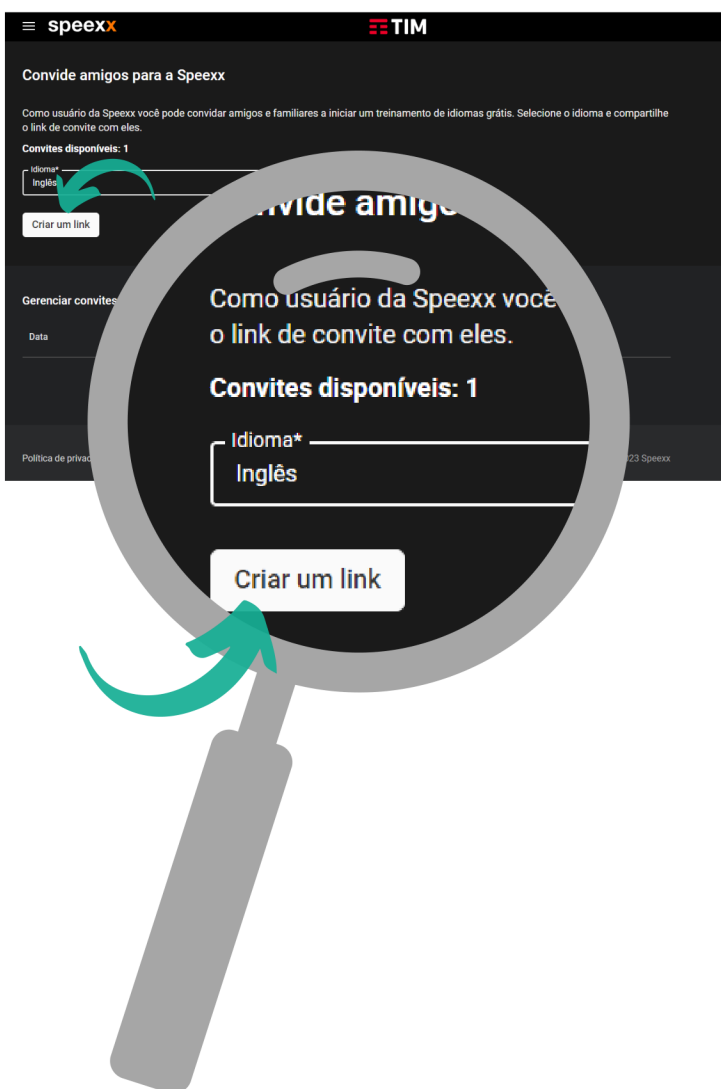 speexx
TIM
Convide amigos para a Speexx
Como usuário da Speexx você pode convidar amigos e familiares a iniciar um treinamento de idiomas grátis. Selecione o idioma e compartilhe
o link de convite com eles.
Convites disponíveis: 1
Idioma*
Inglês
Criar um link
Gerenciar convites
Data
Política de
Speexx
amigo
Como usuário da Speexx você
o link de convite com eles.
Convites disponíveis: 1
Idioma*
Inglês
Criar um link